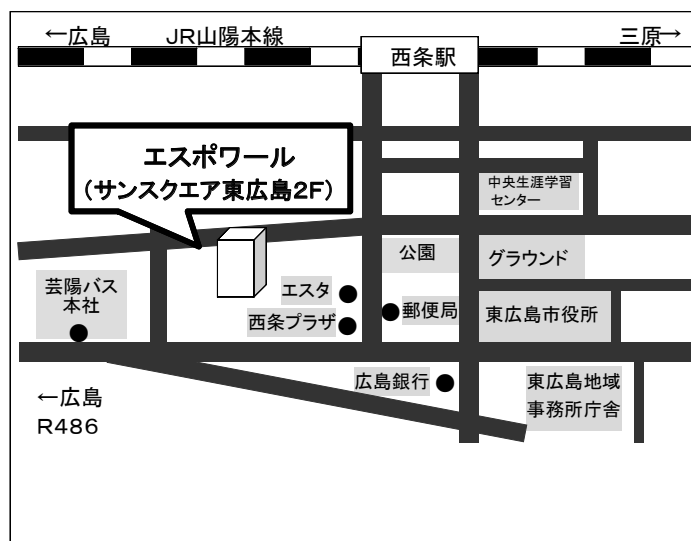 ←広島
JR山陽本線
三原→
西条駅
エスポワール
(サンスクエア東広島2F)
中央生涯学習
センター
公園
グラウンド
芸陽バス
本社
エスタ
西条プラザ
郵便局
東広島市役所
広島銀行
東広島地域
事務所庁舎
←広島
R486